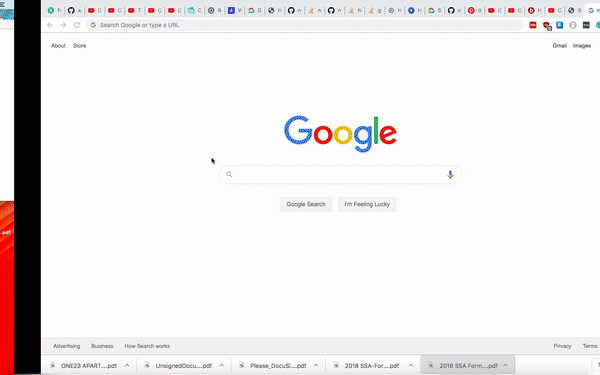 Search Google or type a URL
About Store
Gmail Images
Google
Google Search I'm Feeling Lucky
Advertising Business How Search works
Privacy Terms
.pdf
ONE23 APART....pdf UnsignedDocu....pdf Please_DocuSi....pdf 2018 SSA-For....pdf 2018 SSA Form....pdf